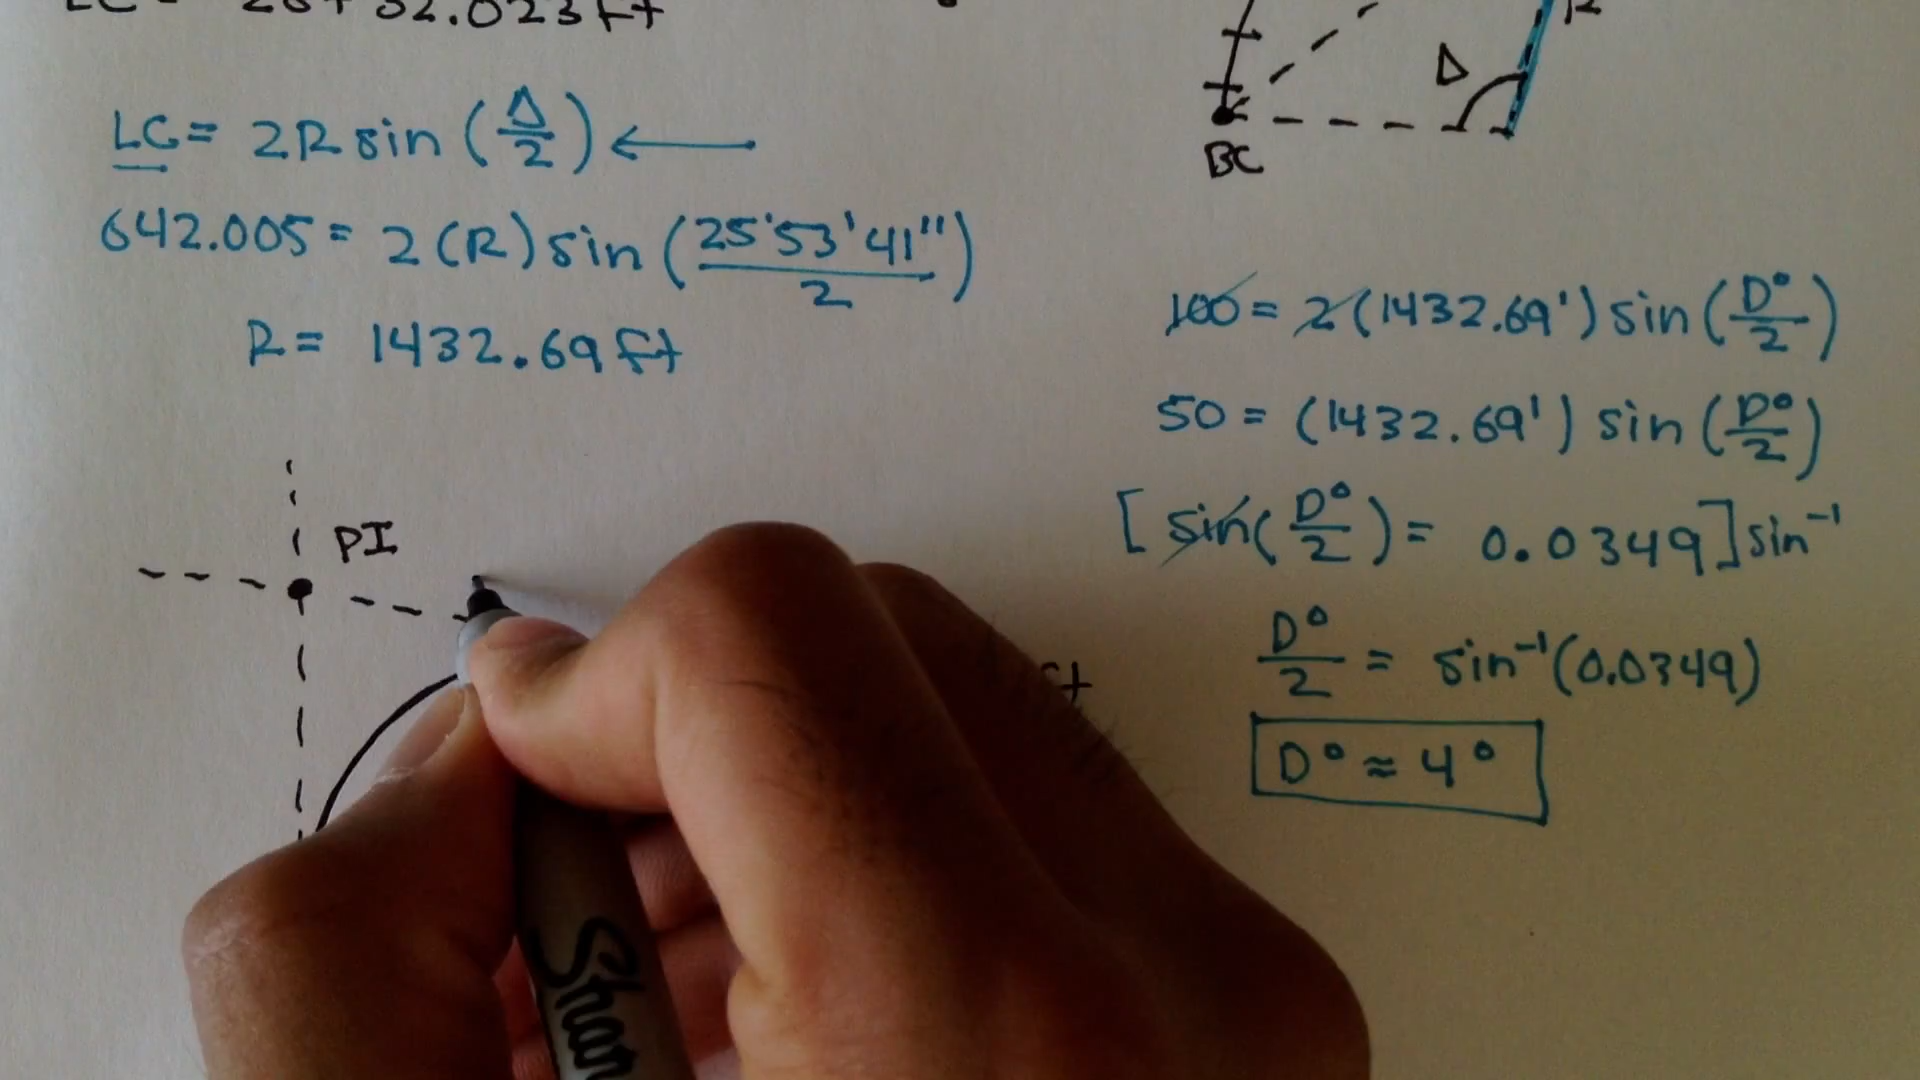 LC = 2R sin (Δ/2) ←
642.005 = 2 (R) sin (25°53'41"/2)
R = 1432.69 ft
PI
ft
Δ
R
BC
100 = 2 (1432.69') sin (D°/2)
50 = (1432.69') sin (D°/2)
[sin (D°/2) = 0.0349] sin⁻¹
D°/2 = sin⁻¹ (0.0349)
D° ≈ 4°